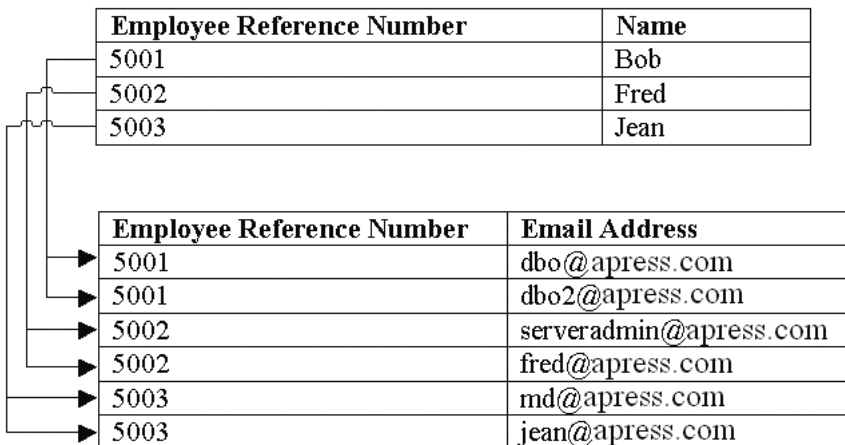 Employee Reference Number Name
5001 Bob
5002 Fred
5003 Jean
Employee Reference Number Email Address
5001 dbo@apress.com
5001 dbo2@apress.com
5002 serveradmin@apress.com
5002 fred@apress.com
5003 md@apress.com
5003 jean@apress.com